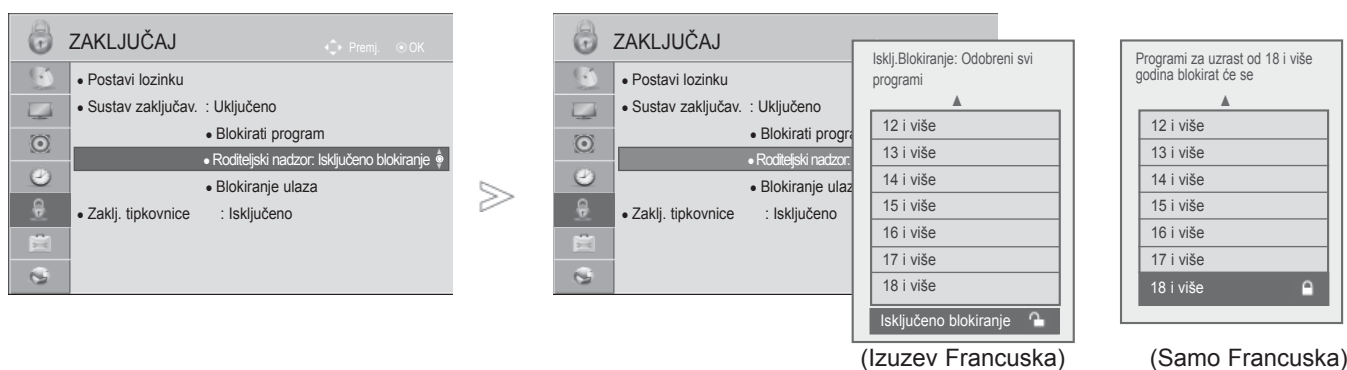 ZAKLJUČAJ
Premj. OK
• Postavi lozinku
• Sustav zaključav. : Uključeno
• Blokirati program
• Roditeljski nadzor: Isključeno blokiranje
• Blokiranje ulaza
• Zaklj. tipkovnice : Isključeno
ZAKLJUČAJ
• Postavi lozinku
• Sustav zaključav. : Uključeno
• Blokirati progra
• Roditeljski nadzor:
• Blokiranje ulaz
• Zaklj. tipkovnice : Isključeno
Isklj.Blokiranje: Odobreni svi
programi
12 i više
13 i više
14 i više
15 i više
16 i više
17 i više
18 i više
Isključeno blokiranje
(Izuzev Francuska)
Programi za uzrast od 18 i više
godina blokirat će se
12 i više
13 i više
14 i više
15 i više
16 i više
17 i više
18 i više
(Samo Francuska)